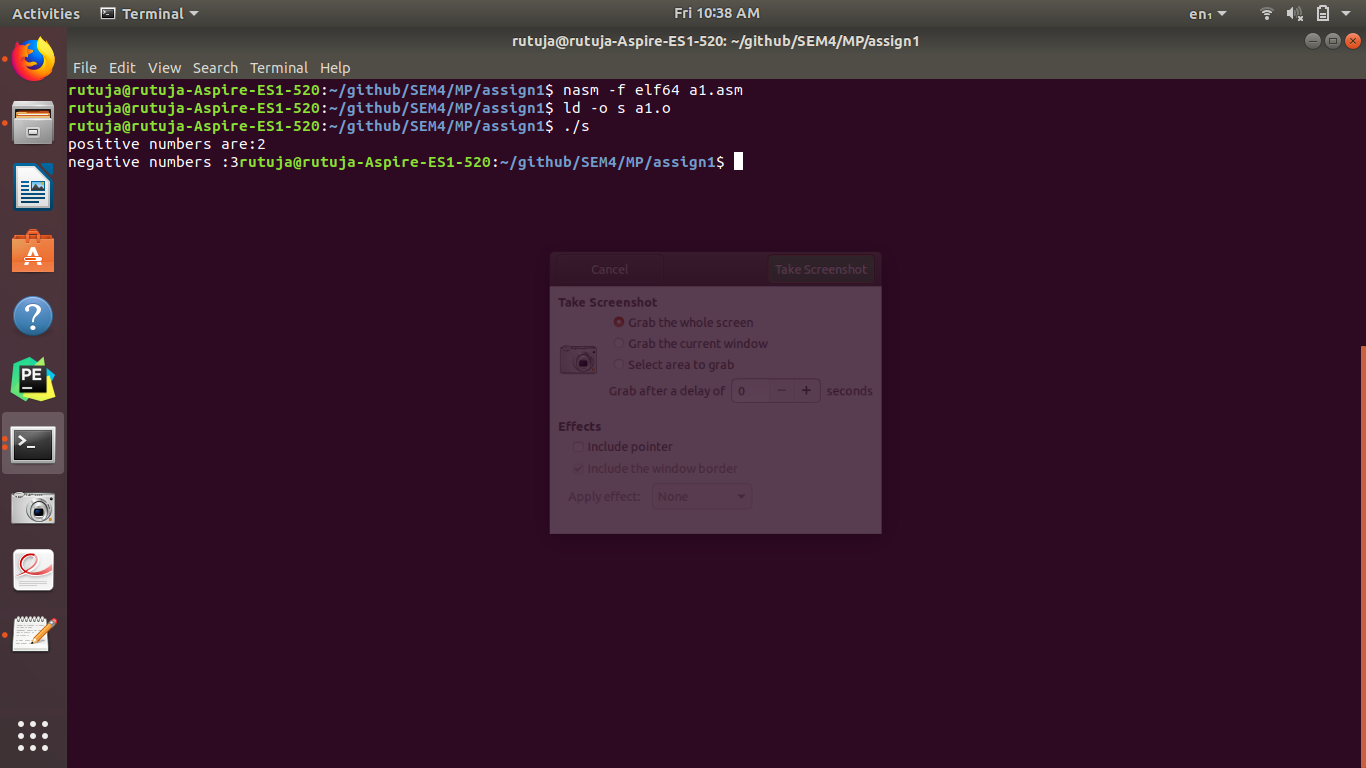 Activities Terminal Fri 10:38 AM en₁
rutuja@rutuja-Aspire-ES1-520: ~/github/SEM4/MP/assign1
File Edit View Search Terminal Help
rutuja@rutuja-Aspire-ES1-520:~/github/SEM4/MP/assign1$ nasm -f elf64 a1.asm
rutuja@rutuja-Aspire-ES1-520:~/github/SEM4/MP/assign1$ ld -o s a1.o
rutuja@rutuja-Aspire-ES1-520:~/github/SEM4/MP/assign1$ ./s
positive numbers are:2
negative numbers :3rutuja@rutuja-Aspire-ES1-520:~/github/SEM4/MP/assign1$
Cancel Take Screenshot
Take Screenshot
Grab the whole screen
Grab the current window
Select area to grab
Grab after a delay of 0 − + seconds
Effects
Include pointer
Include the window border
Apply effect: None
A
?
PE
>_